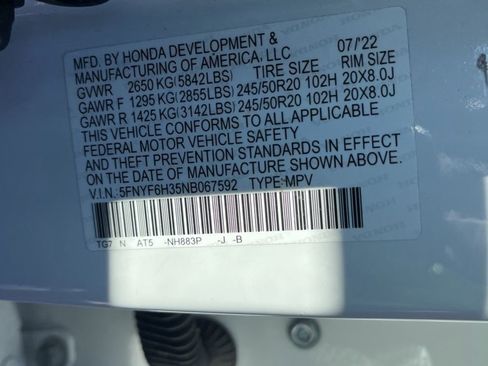 MFD. BY HONDA DEVELOPMENT & 07/'22
MANUFACTURING OF AMERICA, LLC
GVWR 2650 KG(5842LBS) TIRE SIZE RIM SIZE
GAWR F 1295 KG(2855LBS) 245/50R20 102H 20X8.0J
GAWR R 1425 KG(3142LBS) 245/50R20 102H 20X8.0J
THIS VEHICLE CONFORMS TO ALL APPLICABLE
FEDERAL MOTOR VEHICLE SAFETY
AND THEFT PREVENTION STANDARDS IN EFFECT
ON THE DATE OF MANUFACTURE SHOWN ABOVE.
V.I.N.: 5FNYF6H35NB067592 TYPE:MPV
TG7 N AT5 -NH883P -J -B